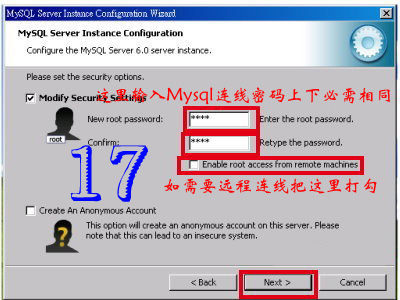 MySQL Server Instance Configuration Wizard
MySQL Server Instance Configuration
Configure the MySQL Server 6.0 server instance.
Please set the security options.
这里输入Mysql连线密码上下必需相同
Modify Security Settings
New root password: **** Enter the root password.
root
Confirm: **** Retype the password.
17
Enable root access from remote machines
如需要远程连线把这里打勾
Create An Anonymous Account
This option will create an anonymous account on this server. Please
note that this can lead to an insecure system.
< Back Next > Cancel